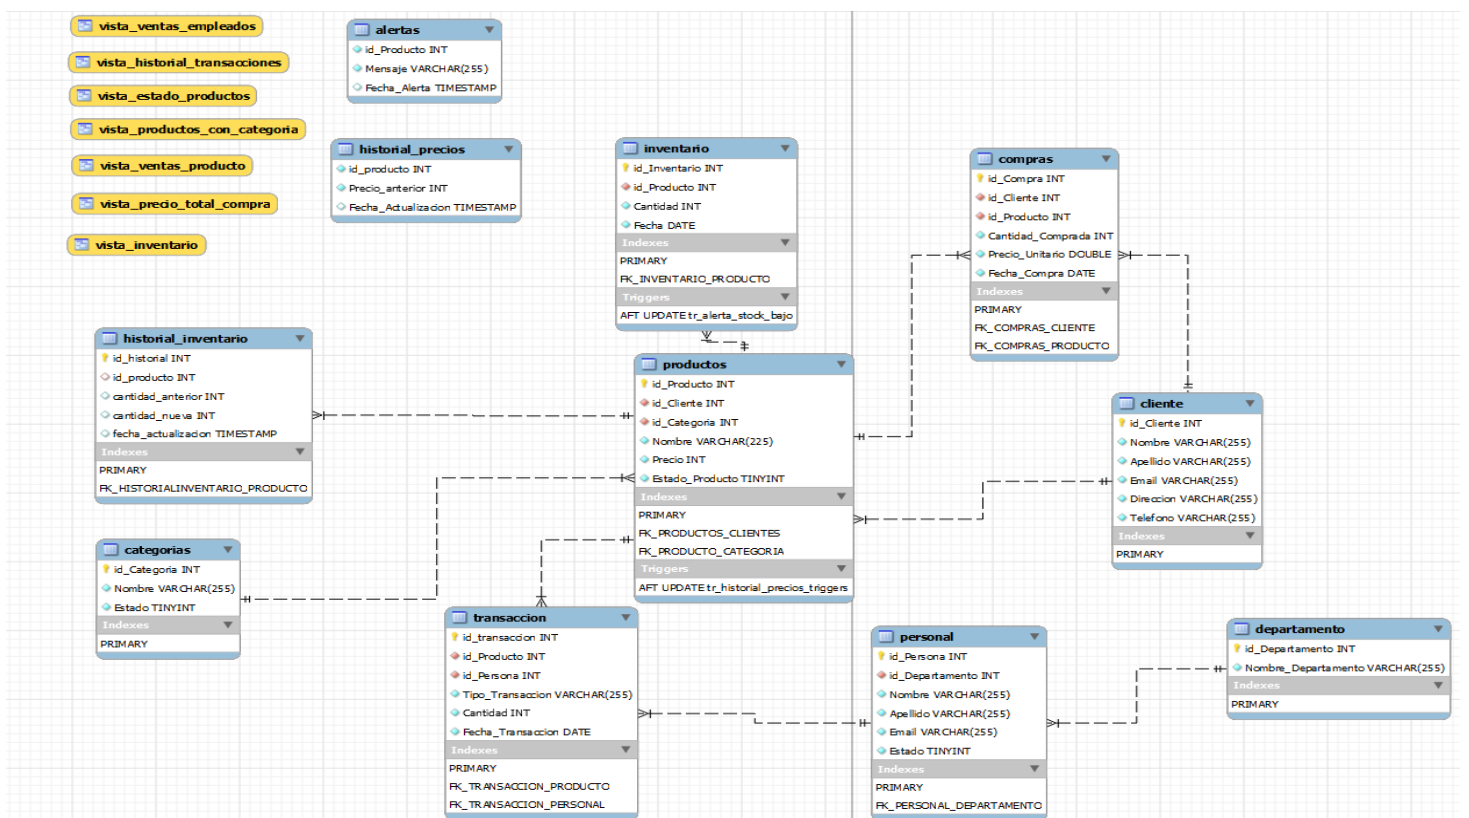 vista_ventas_empleados
vista_historial_transacciones
vista_estado_productos
vista_productos_con_categoria
vista_ventas_producto
vista_precio_total_compra
vista_inventario
alertas
id_Producto INT
Mensaje VARCHAR(255)
Fecha_Alerta TIMESTAMP
historial_precios
id_producto INT
Precio_anterior INT
Fecha_Actualizacion TIMESTAMP
inventario
id_Inventario INT
id_Producto INT
Cantidad INT
Fecha DATE
Indexes
PRIMARY
FK_INVENTARIO_PRODUCTO
Triggers
AFT UPDATE tr_alerta_stock_bajo
compras
id_Compra INT
id_Cliente INT
id_Producto INT
Cantidad_Comprada INT
Precio_Unitario DOUBLE
Fecha_Compra DATE
Indexes
PRIMARY
FK_COMPRAS_CLIENTE
FK_COMPRAS_PRODUCTO
historial_inventario
id_historial INT
id_producto INT
cantidad_anterior INT
cantidad_nueva INT
fecha_actualizacion TIMESTAMP
Indexes
PRIMARY
FK_HISTORIALINVENTARIO_PRODUCTO
productos
id_Producto INT
id_Cliente INT
id_Categoria INT
Nombre VARCHAR(225)
Precio INT
Estado_Producto TINYINT
Indexes
PRIMARY
FK_PRODUCTOS_CLIENTES
FK_PRODUCTO_CATEGORIA
Triggers
AFT UPDATE tr_historial_precios_triggers
cliente
id_Cliente INT
Nombre VARCHAR(255)
Apellido VARCHAR(255)
Email VARCHAR(255)
Direccion VARCHAR(255)
Telefono VARCHAR(255)
Indexes
PRIMARY
categorias
id_Categoria INT
Nombre VARCHAR(255)
Estado TINYINT
Indexes
PRIMARY
transaccion
id_transaccion INT
id_Producto INT
id_Persona INT
Tipo_Transaccion VARCHAR(255)
Cantidad INT
Fecha_Transaccion DATE
Indexes
PRIMARY
FK_TRANSACCION_PRODUCTO
FK_TRANSACCION_PERSONAL
personal
id_Persona INT
id_Departamento INT
Nombre VARCHAR(255)
Apellido VARCHAR(255)
Email VARCHAR(255)
Estado TINYINT
Indexes
PRIMARY
FK_PERSONAL_DEPARTAMENTO
departamento
id_Departamento INT
Nombre_Departamento VARCHAR(255)
Indexes
PRIMARY